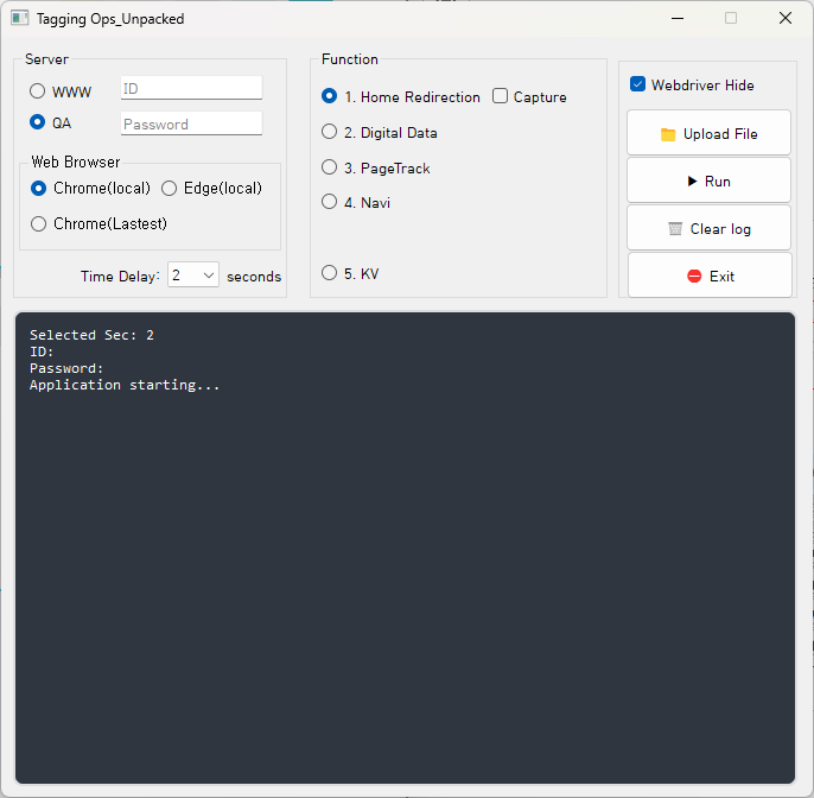 Tagging Ops_Unpacked
Server
WWW
ID
QA
Password
Web Browser
Chrome(local)
Edge(local)
Chrome(Lastest)
Time Delay:
2
seconds
Function
1. Home Redirection
Capture
2. Digital Data
3. PageTrack
4. Navi
5. KV
Webdriver Hide
Upload File
Run
Clear log
Exit
Selected Sec: 2
ID:
Password:
Application starting...